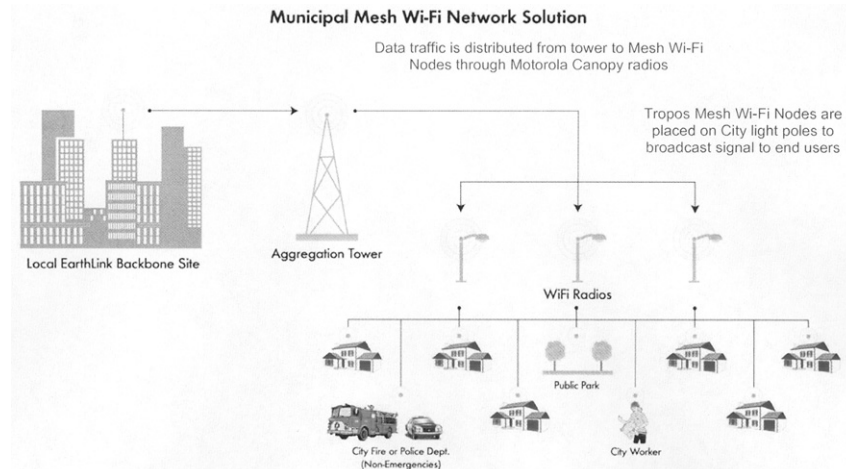 Municipal Mesh Wi-Fi Network Solution
Data traffic is distributed from tower to Mesh Wi-Fi
Nodes through Motorola Canopy radios
Tropos Mesh Wi-Fi Nodes are
placed on City light poles to
broadcast signal to end users
Local EarthLink Backbone Site
Aggregation Tower
WiFi Radios
Public Park
City Fire or Police Dept.
(Non-Emergencies)
City Worker